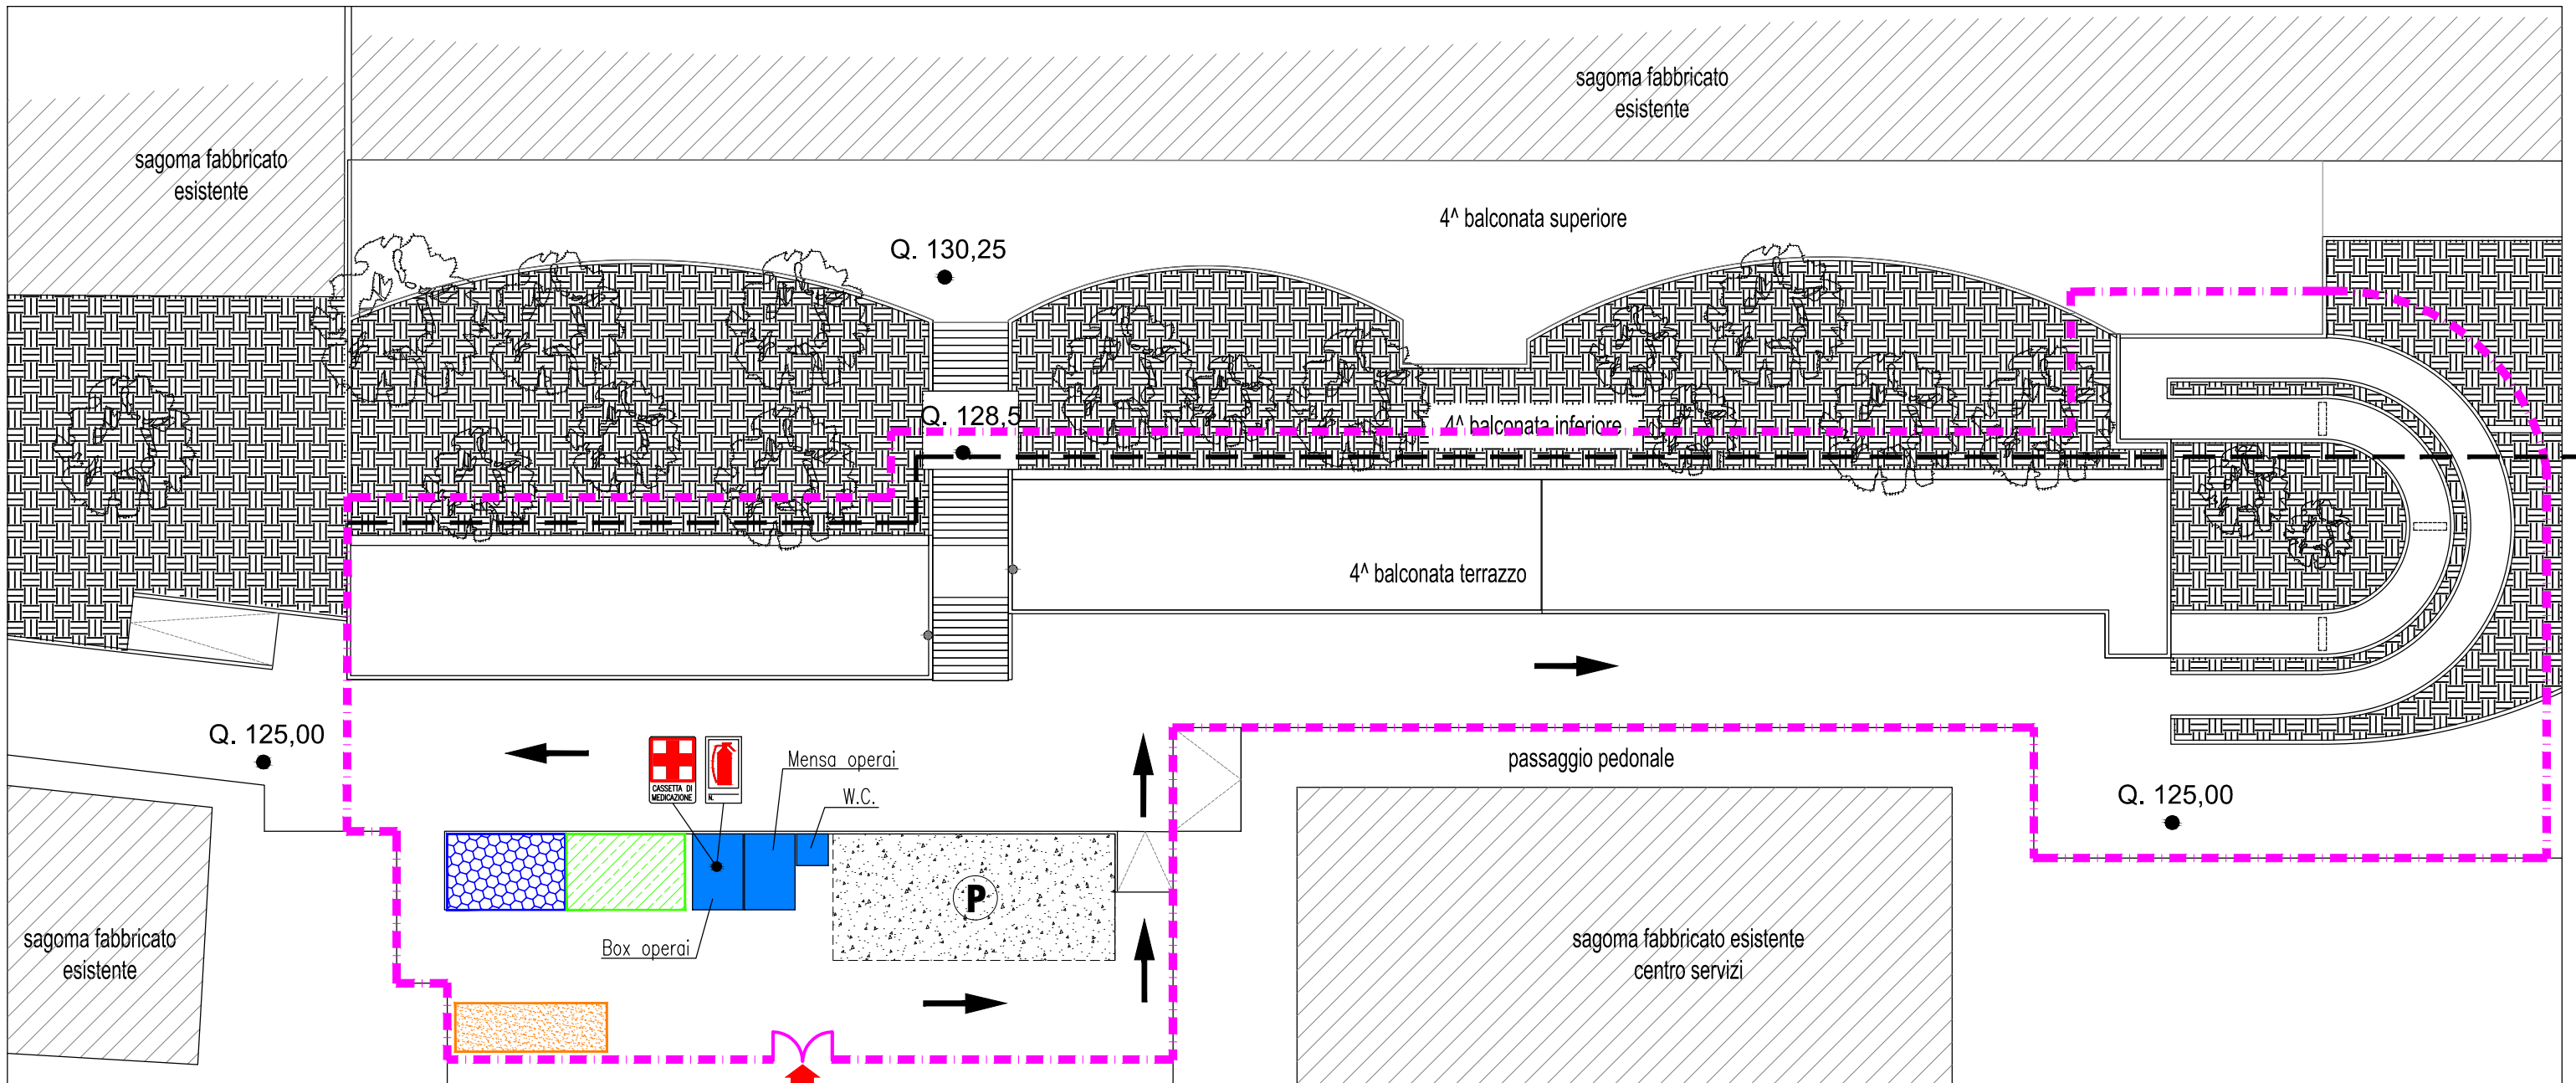 sagoma fabbricato
esistente
sagoma fabbricato
esistente
4^ balconata superiore
Q. 130,25
Q. 128,5
4^ balconata inferiore
4^ balconata terrazzo
Q. 125,00
CASSETTA DI
MEDICAZIONE
N.
Mensa operai
W.C.
passaggio pedonale
Q. 125,00
P
Box operai
sagoma fabbricato
esistente
sagoma fabbricato esistente
centro servizi